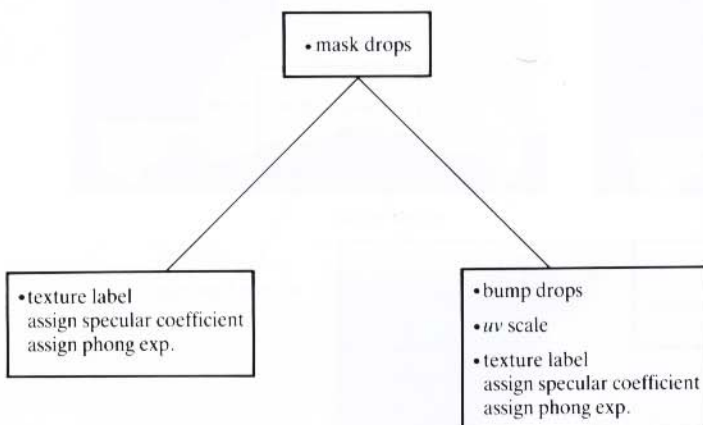 • mask drops
• texture label
assign specular coefficient
assign phong exp.
• bump drops
• uv scale
• texture label
assign specular coefficient
assign phong exp.